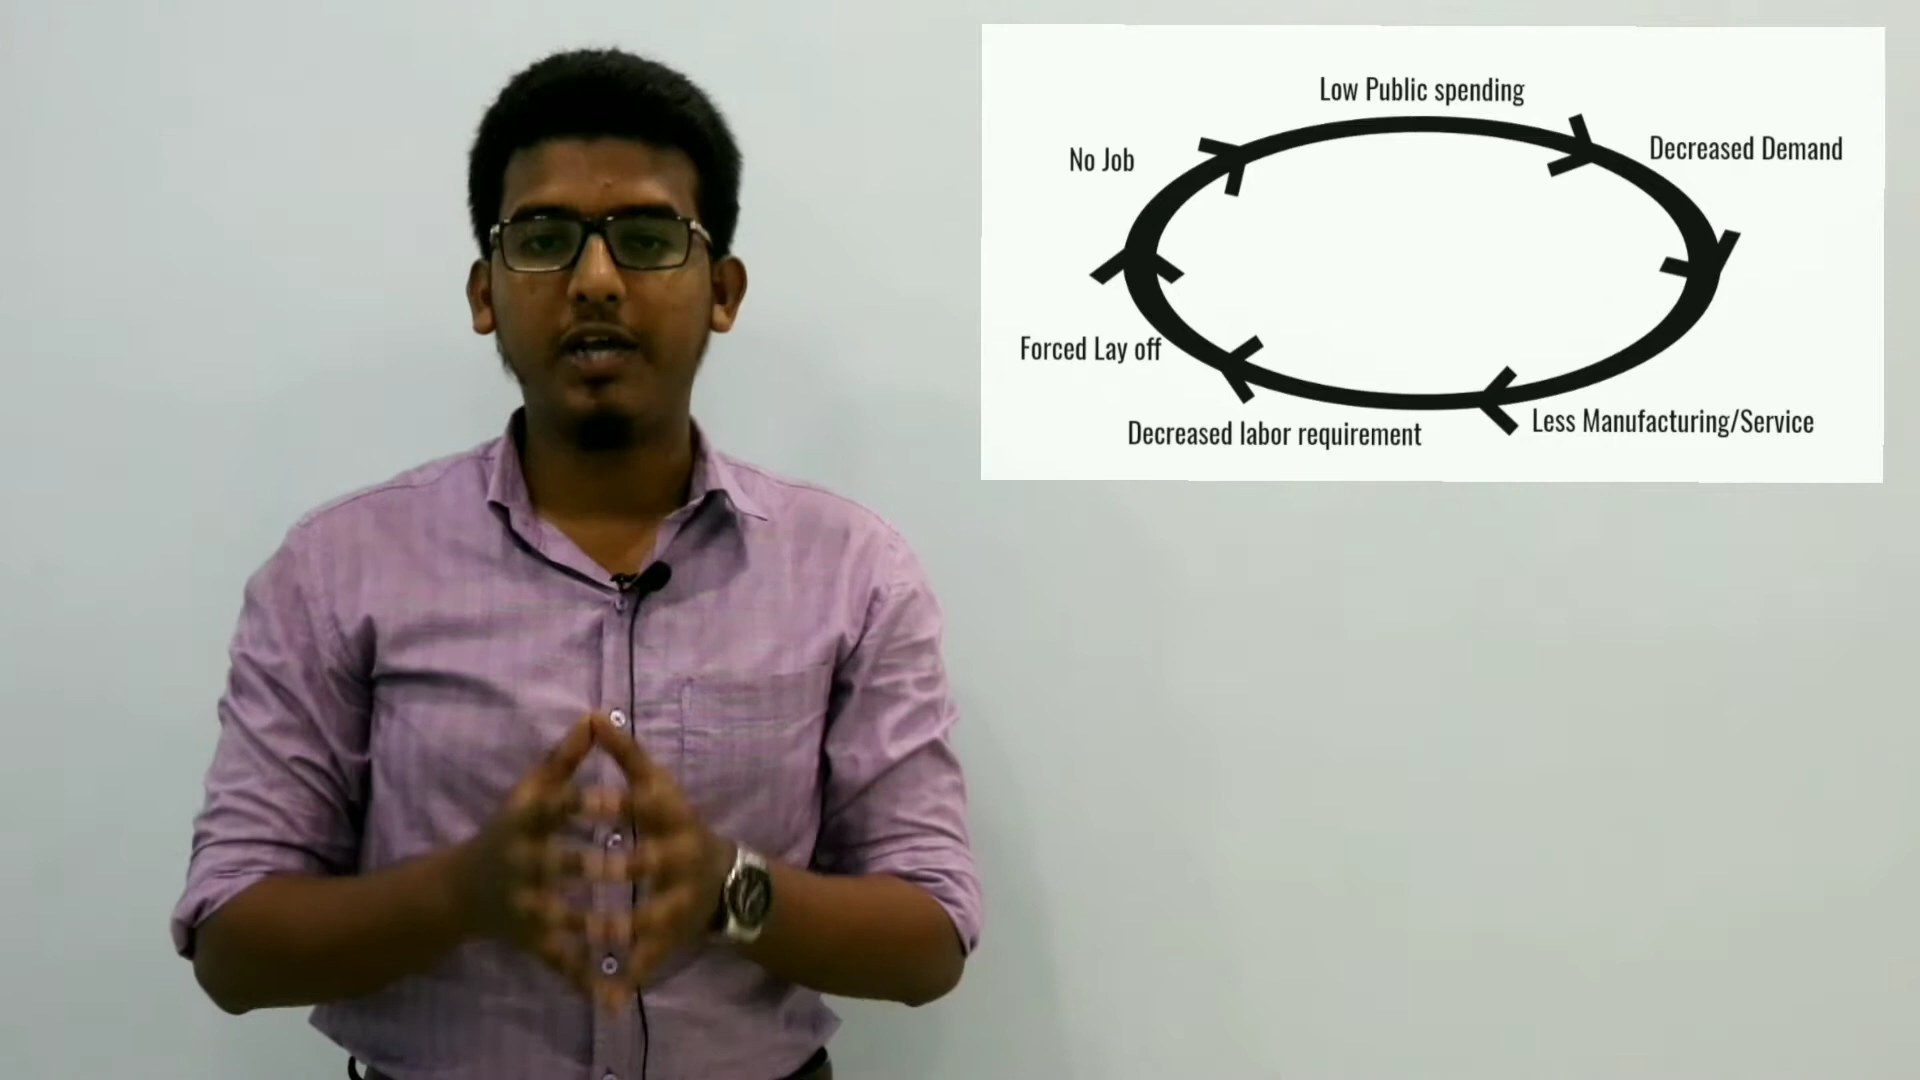 Low Public spending
No Job
Decreased Demand
Forced Lay off
Less Manufacturing/Service
Decreased labor requirement